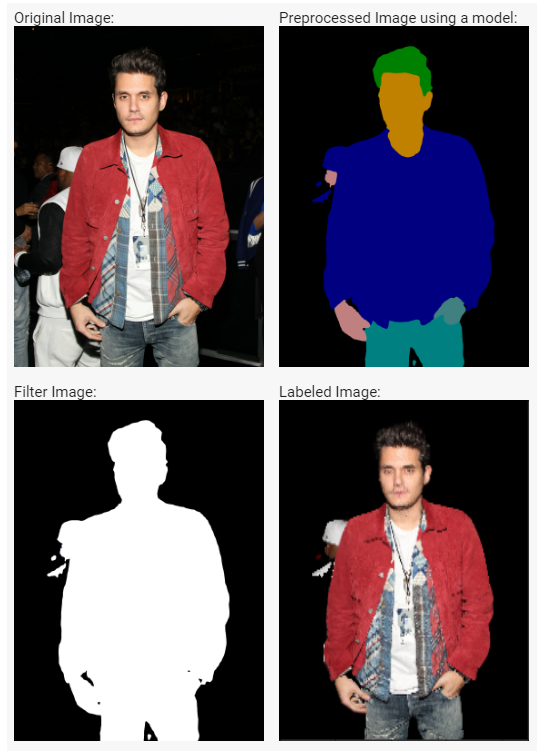 Original Image:
Preprocessed Image using a model:
Filter Image:
Labeled Image: